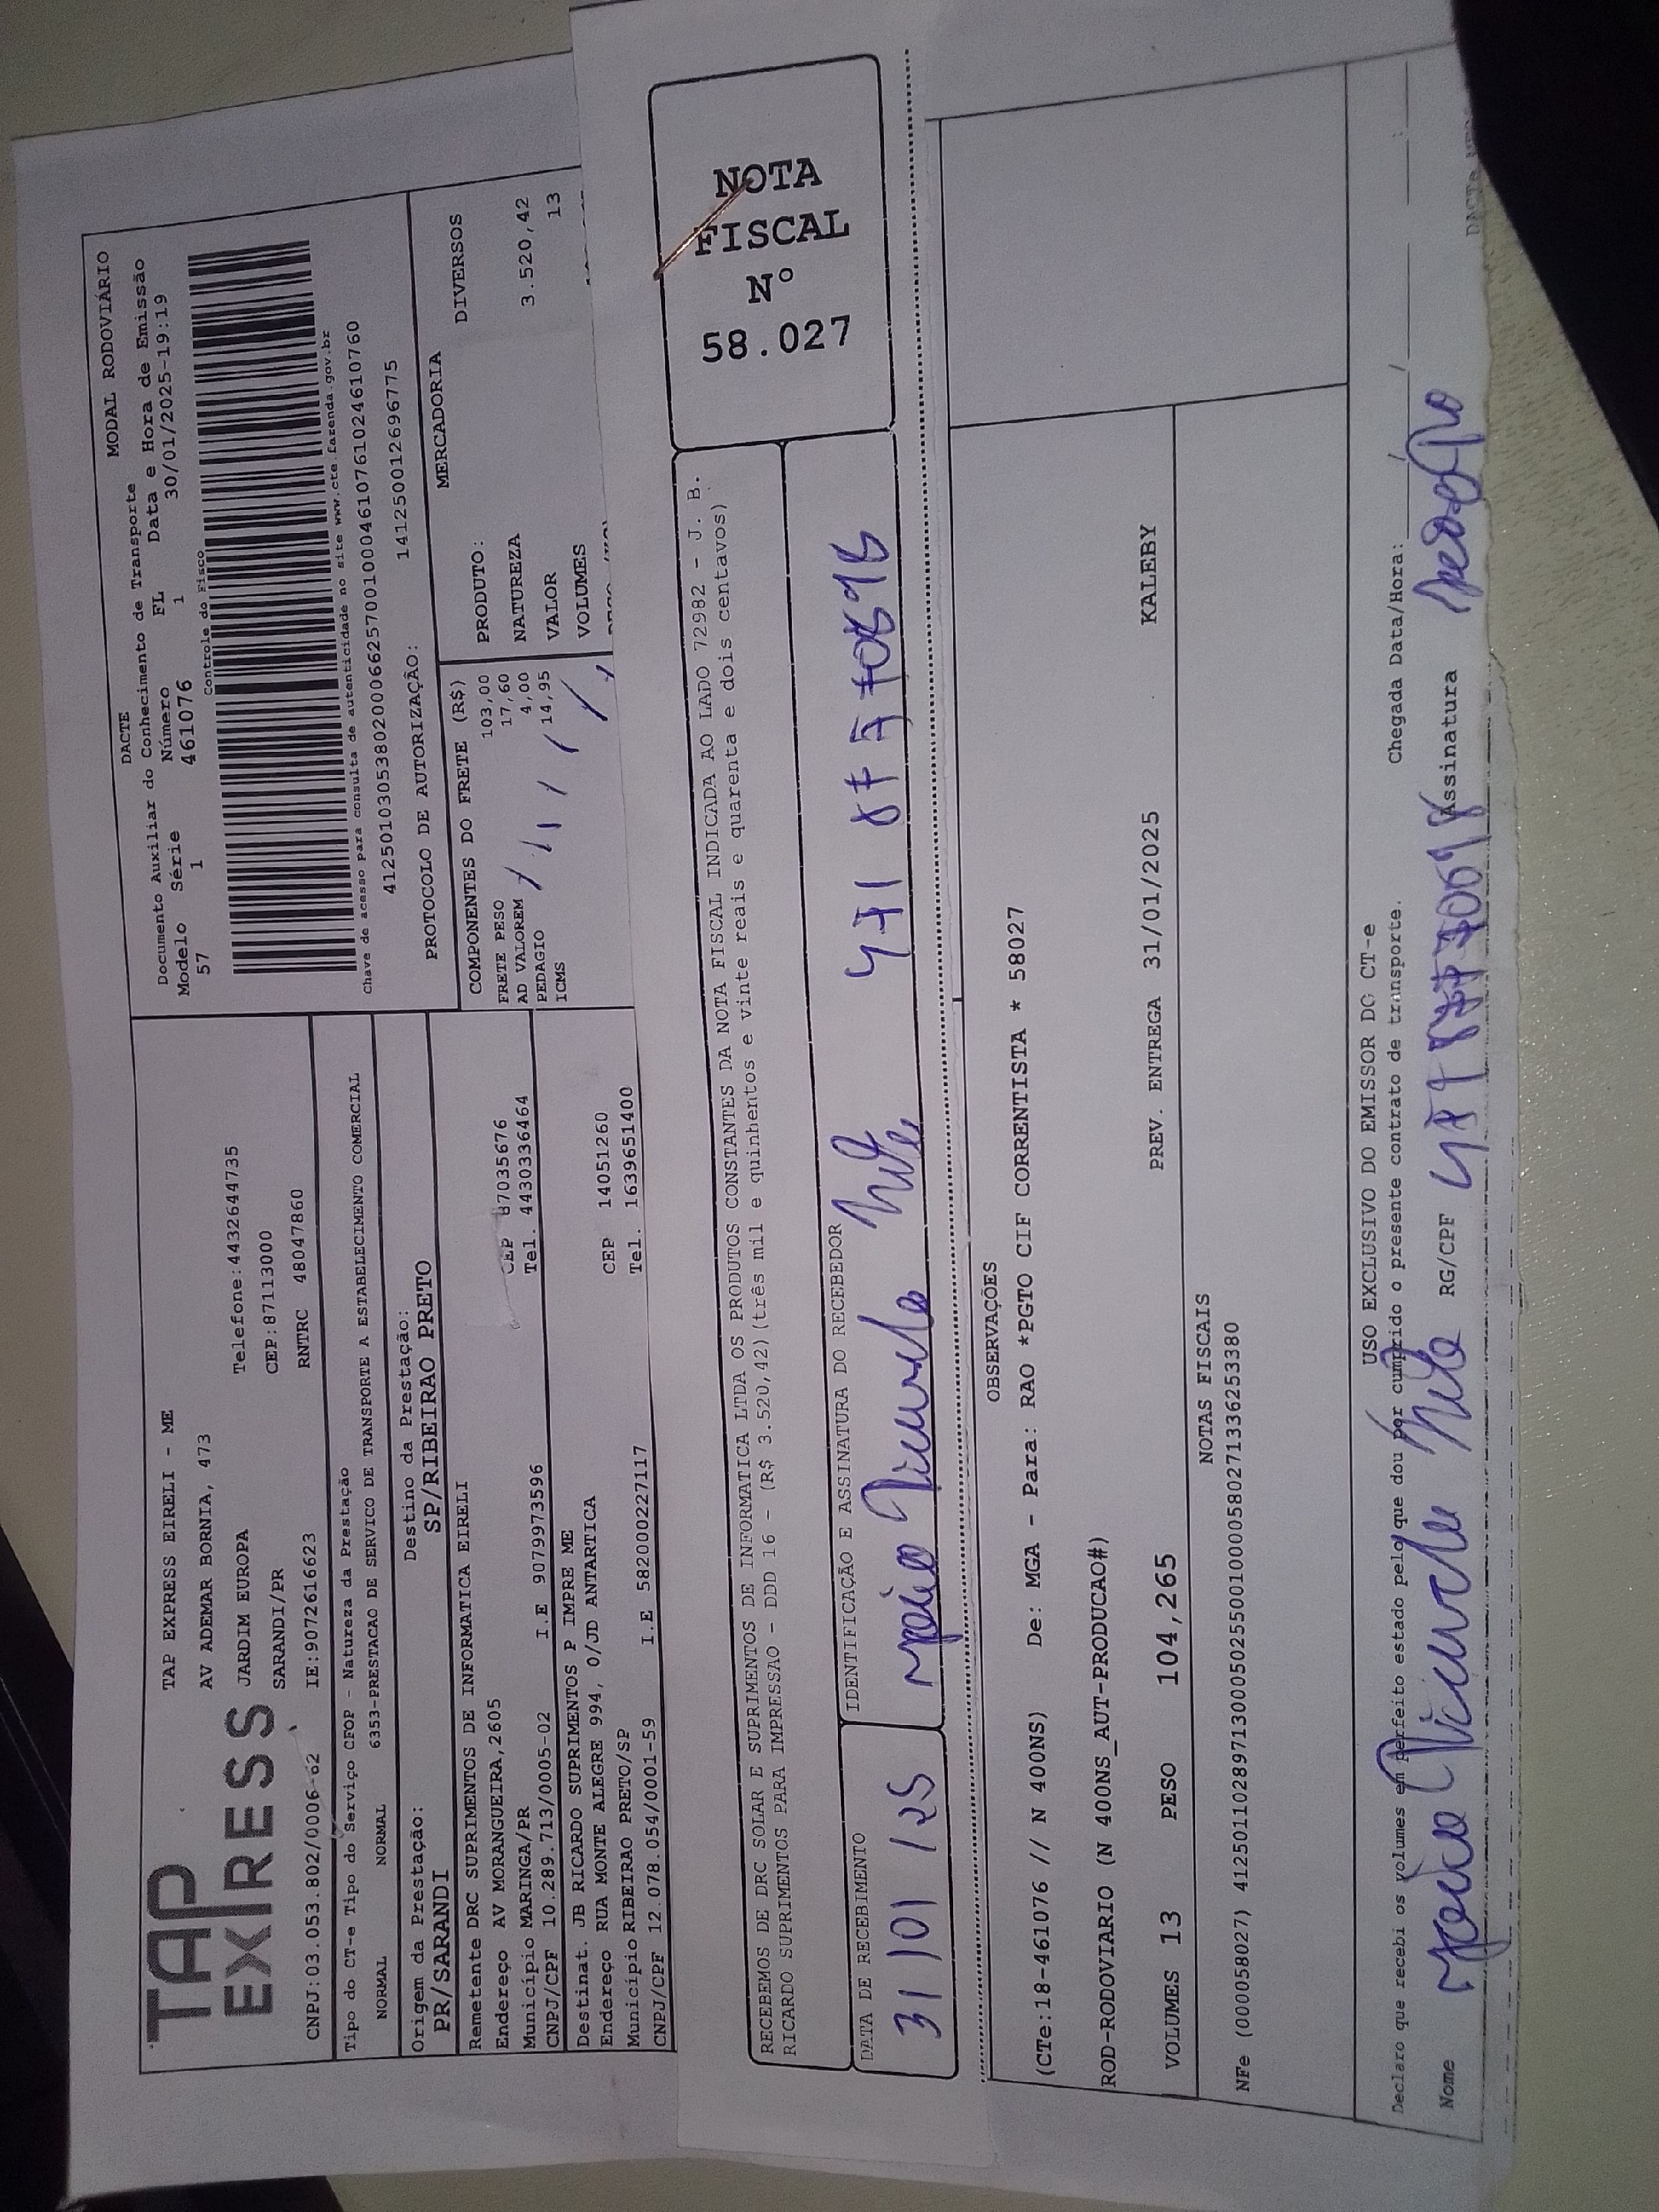 TAP
EXPRESS
TAP EXPRESS EIRELI - ME
AV ADEMAR BORNIA, 473
JARDIM EUROPA Telefone:4432644735
SARANDI/PR CEP:87113000
CNPJ:03.053.802/0006-62 IE:9072616623 RNTRC 48047860
Tipo do CT-e Tipo do Serviço CFOP - Natureza da Prestação
NORMAL NORMAL 6353-PRESTACAO DE SERVICO DE TRANSPORTE A ESTABELECIMENTO COMERCIAL
Origem da Prestação: Destino da Prestação:
PR/SARANDI SP/RIBEIRAO PRETO
Remetente DRC SUPRIMENTOS DE INFORMATICA EIRELI
Endereço AV MORANGUEIRA,2605
Município MARINGA/PR CEP 87035676
CNPJ/CPF 10.289.713/0005-02 I.E 9079973596 Tel. 4430336464
Destinat. JB RICARDO SUPRIMENTOS P IMPRE ME
Endereço RUA MONTE ALEGRE 994, 0/JD ANTARTICA
Município RIBEIRAO PRETO/SP CEP 14051260
CNPJ/CPF 12.078.054/0001-59 I.E 582000227117 Tel. 1639651400
DACTE MODAL RODOVIÁRIO
Documento Auxiliar do Conhecimento de Transporte
Modelo Série Número FL Data e Hora de Emissão
57 1 461076 1 30/01/2025-19:19
Controle do Fisco
Chave de acesso para consulta de autenticidade no site www.cte.fazenda.gov.br
41250103053802000662570010004610761024610760
PROTOCOLO DE AUTORIZAÇÃO: 141250012696775
COMPONENTES DO FRETE (R$) MERCADORIA
FRETE PESO 103,00 PRODUTO: DIVERSOS
AD VALOREM 17,60 NATUREZA
PEDAGIO 4,00 VALOR 3.520,42
ICMS 14,95 VOLUMES 13
RECEBEMOS DE DRC SOLAR E SUPRIMENTOS DE INFORMATICA LTDA OS PRODUTOS CONSTANTES DA NOTA FISCAL INDICADA AO LADO 72982 - J. B.
RICARDO SUPRIMENTOS PARA IMPRESSAO - DDD 16 - (R$ 3.520,42)(três mil e quinhentos e vinte reais e quarenta e dois centavos)
DATA DE RECEBIMENTO IDENTIFICAÇÃO E ASSINATURA DO RECEBEDOR
31/01/25
NOTA
FISCAL
Nº
58.027
OBSERVAÇÕES
(CTe:18-461076 // N 400NS) De: MGA - Para: RAO *PGTO CIF CORRENTISTA * 58027
ROD-RODOVIARIO (N 400NS_AUT-PRODUCAO#)
VOLUMES 13 PESO 104,265 PREV. ENTREGA 31/01/2025 KALEBY
NOTAS FISCAIS
NFe (00058027) 41250110289713000502550010000580271336253380
USO EXCLUSIVO DO EMISSOR DO CT-e
Declaro que recebi os volumes em perfeito estado pelo que dou por cumprido o presente contrato de transporte. Chegada Data/Hora:
Nome RG/CPF Assinatura